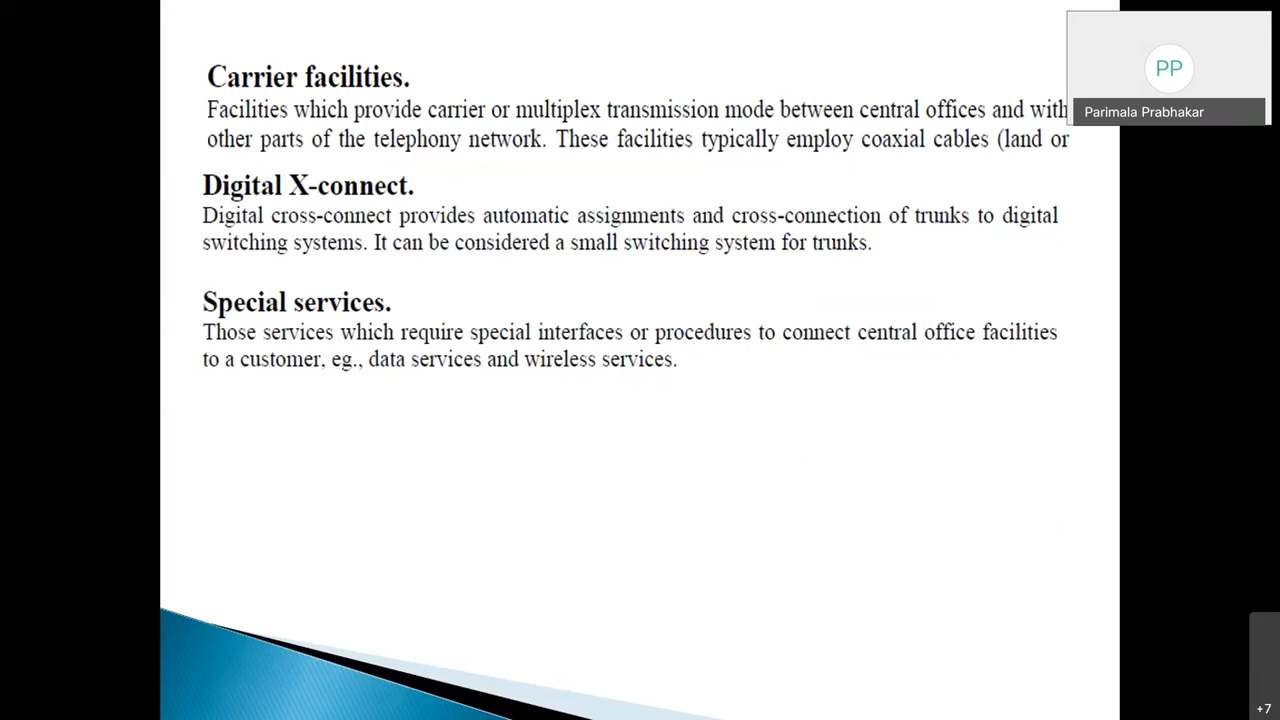 Carrier facilities.
Facilities which provide carrier or multiplex transmission mode between central offices and with
other parts of the telephony network. These facilities typically employ coaxial cables (land or
Digital X-connect.
Digital cross-connect provides automatic assignments and cross-connection of trunks to digital
switching systems. It can be considered a small switching system for trunks.
Special services.
Those services which require special interfaces or procedures to connect central office facilities
to a customer, eg., data services and wireless services.
PP
Parimala Prabhakar
+7